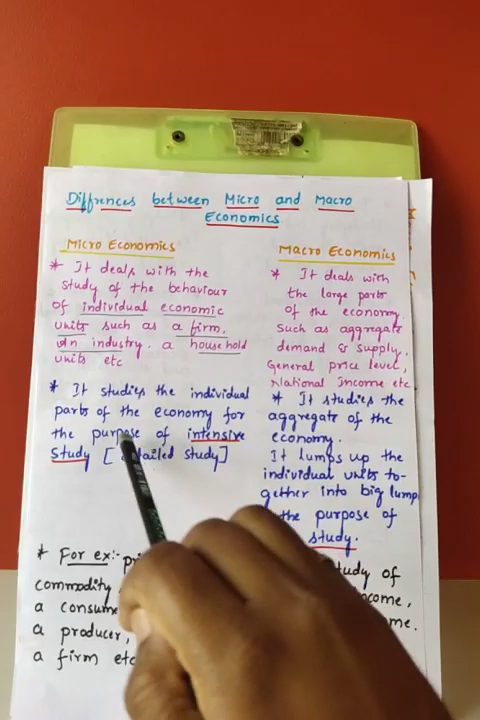 Diffrences between Micro and Macro
Economics
Micro Economics
* It deals with the
study of the behaviour
of individual economic
units such as a firm.
An industry. a household
units etc
* It studies the individual
parts of the economy for
the purpose of intensive
study [detailed study]
* For ex:-
commodity
a consume
a producer,
a firm etc
Macro Economics
* It deals with
the large parts
of the economy
such as aggregate
demand & supply,
General price level,
National Income etc
* It studies the
aggregate of the
economy.
It lumps up the
individual units to-
gether into big lump
the purpose of
study.
study of
income,